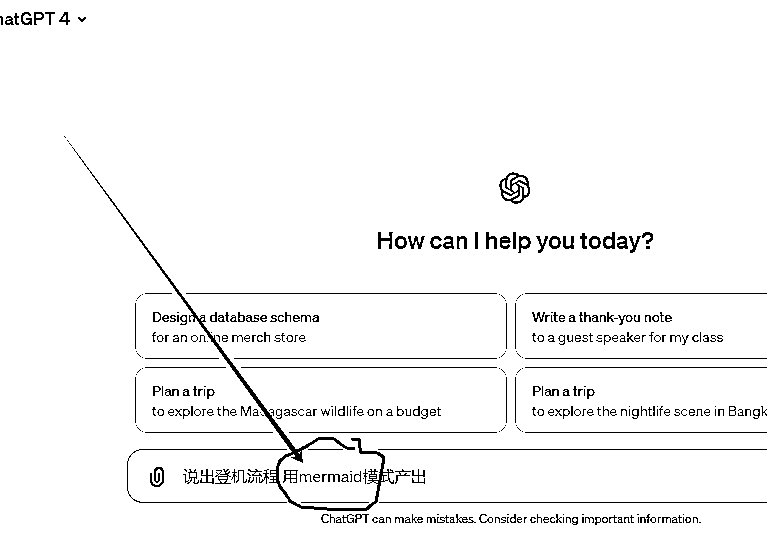 hatGPT 4
How can I help you today?
Design a database schema
for an online merch store
Write a thank-you note
to a guest speaker for my class
Plan a trip
to explore the Madagascar wildlife on a budget
Plan a trip
to explore the nightlife scene in Bangk
说出登机流程 用mermaid模式产出
ChatGPT can make mistakes. Consider checking important information.